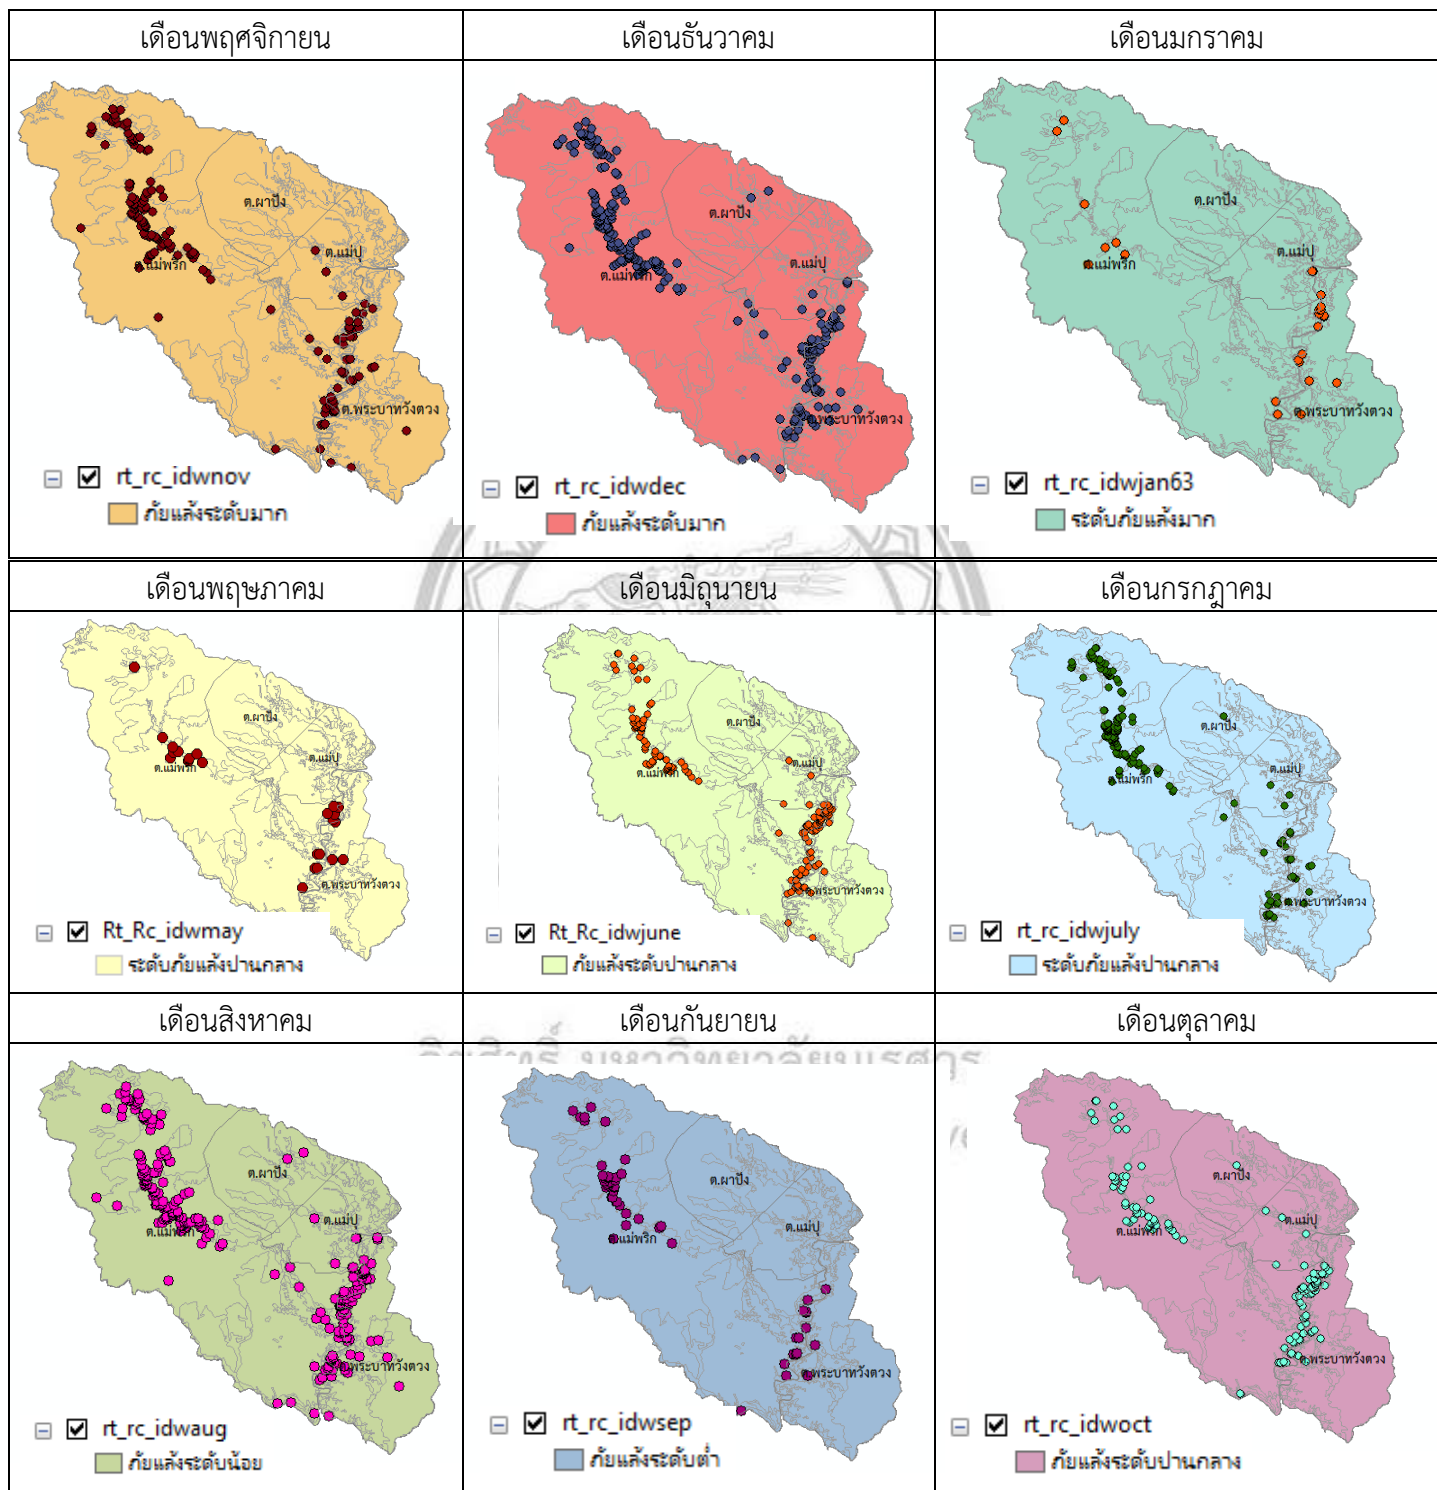 เดือนพฤศจิกายน
เดือนธันวาคม
เดือนมกราคม
ต.ผาปัง
ต.แม่ปุ
ต.แม่พริก
ต.พระบาทวังตวง
rt_rc_idwnov
ภัยแล้งระดับมาก
ต.ผาปัง
ต.แม่ปุ
ต.แม่พริก
ต.พระบาทวังตวง
rt_rc_idwdec
ภัยแล้งระดับมาก
ต.ผาปัง
ต.แม่ปุ
ต.แม่พริก
ต.พระบาทวังตวง
rt_rc_idwjan63
ระดับภัยแล้งมาก
เดือนพฤษภาคม
เดือนมิถุนายน
เดือนกรกฎาคม
ต.ผาปัง
ต.แม่ปุ
ต.แม่พริก
ต.พระบาทวังตวง
Rt_Rc_idwmay
ระดับภัยแล้งปานกลาง
ต.ผาปัง
ต.แม่ปุ
ต.แม่พริก
ต.พระบาทวังตวง
Rt_Rc_idwjune
ภัยแล้งระดับปานกลาง
ต.ผาปัง
ต.แม่ปุ
ต.แม่พริก
ต.พระบาทวังตวง
rt_rc_idwjuly
ระดับภัยแล้งปานกลาง
เดือนสิงหาคม
เดือนกันยายน
เดือนตุลาคม
ต.ผาปัง
ต.แม่ปุ
ต.แม่พริก
ต.พระบาทวังตวง
rt_rc_idwaug
ภัยแล้งระดับน้อย
ต.ผาปัง
ต.แม่ปุ
ต.แม่พริก
ต.พระบาทวังตวง
rt_rc_idwsep
ภัยแล้งระดับต่ำ
ต.ผาปัง
ต.แม่ปุ
ต.แม่พริก
ต.พระบาทวังตวง
rt_rc_idwoct
ภัยแล้งระดับปานกลาง